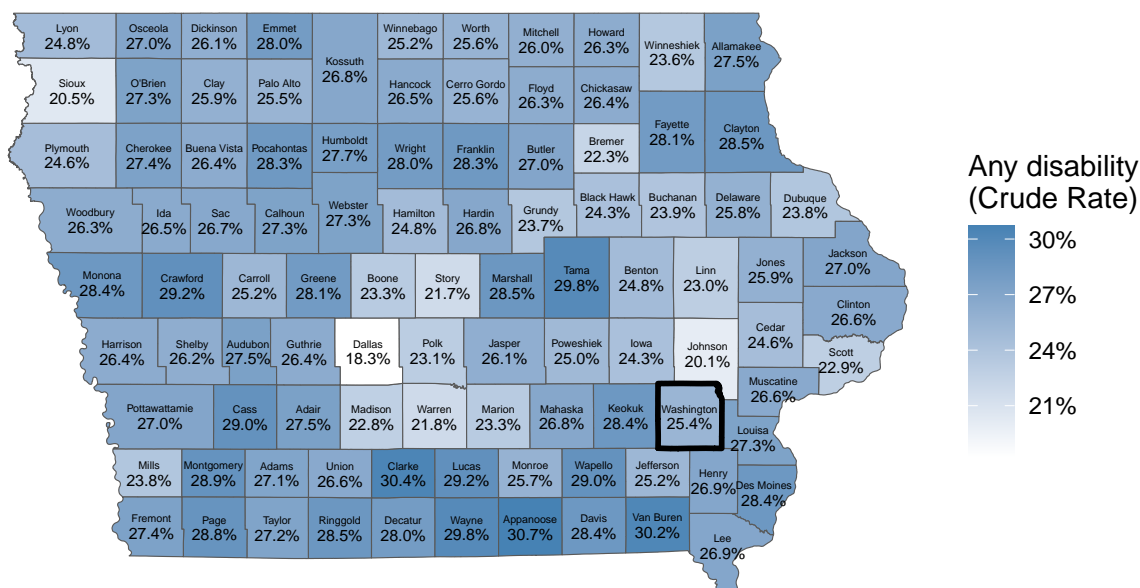 Lyon
24.8%
Osceola
27.0%
Dickinson
26.1%
Emmet
28.0%
Kossuth
26.8%
Winnebago
25.2%
Worth
25.6%
Mitchell
26.0%
Howard
26.3%
Winneshiek
23.6%
Allamakee
27.5%
Sioux
20.5%
O'Brien
27.3%
Clay
25.9%
Palo Alto
25.5%
Hancock
26.5%
Cerro Gordo
25.6%
Floyd
26.3%
Chickasaw
26.4%
Plymouth
24.6%
Cherokee
27.4%
Buena Vista
26.4%
Pocahontas
28.3%
Humboldt
27.7%
Wright
28.0%
Franklin
28.3%
Butler
27.0%
Bremer
22.3%
Fayette
28.1%
Clayton
28.5%
Woodbury
26.3%
Ida
26.5%
Sac
26.7%
Calhoun
27.3%
Webster
27.3%
Hamilton
24.8%
Hardin
26.8%
Grundy
23.7%
Black Hawk
24.3%
Buchanan
23.9%
Delaware
25.8%
Dubuque
23.8%
Monona
28.4%
Crawford
29.2%
Carroll
25.2%
Greene
28.1%
Boone
23.3%
Story
21.7%
Marshall
28.5%
Tama
29.8%
Benton
24.8%
Linn
23.0%
Jones
25.9%
Jackson
27.0%
Clinton
26.6%
Harrison
26.4%
Shelby
26.2%
Audubon
27.5%
Guthrie
26.4%
Dallas
18.3%
Polk
23.1%
Jasper
26.1%
Poweshiek
25.0%
Iowa
24.3%
Johnson
20.1%
Cedar
24.6%
Scott
22.9%
Muscatine
26.6%
Pottawattamie
27.0%
Cass
29.0%
Adair
27.5%
Madison
22.8%
Warren
21.8%
Marion
23.3%
Mahaska
26.8%
Keokuk
28.4%
Washington
25.4%
Louisa
27.3%
Mills
23.8%
Montgomery
28.9%
Adams
27.1%
Union
26.6%
Clarke
30.4%
Lucas
29.2%
Monroe
25.7%
Wapello
29.0%
Jefferson
25.2%
Henry
26.9%
Des Moines
28.4%
Fremont
27.4%
Page
28.8%
Taylor
27.2%
Ringgold
28.5%
Decatur
28.0%
Wayne
29.8%
Appanoose
30.7%
Davis
28.4%
Van Buren
30.2%
Lee
26.9%
Any disability
(Crude Rate)
30%
27%
24%
21%